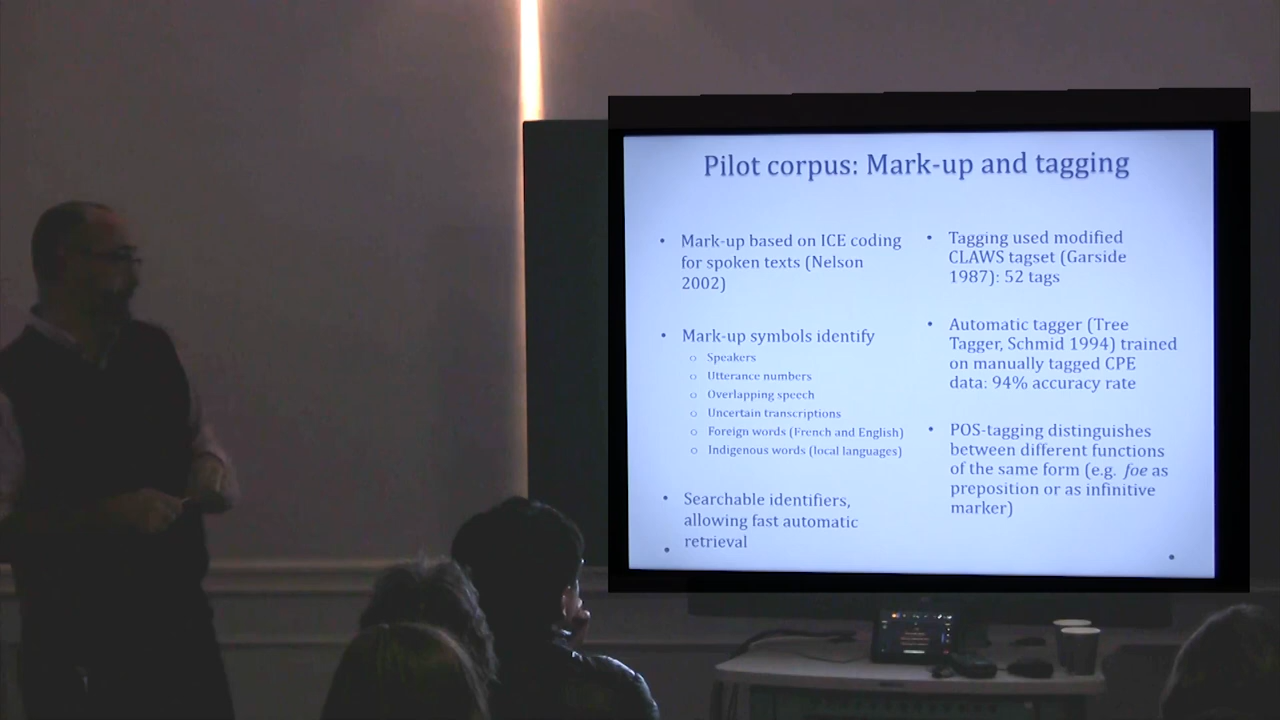 Pilot corpus: Mark-up and tagging
• Mark-up based on ICE coding
for spoken texts (Nelson
2002)
• Mark-up symbols identify
o Speakers
o Utterance numbers
o Overlapping speech
o Uncertain transcriptions
o Foreign words (French and English)
o Indigenous words (local languages)
• Searchable identifiers,
allowing fast automatic
retrieval
•
• Tagging used modified
CLAWS tagset (Garside
1987): 52 tags
• Automatic tagger (Tree
Tagger, Schmid 1994) trained
on manually tagged CPE
data: 94% accuracy rate
• POS-tagging distinguishes
between different functions
of the same form (e.g. foe as
preposition or as infinitive
marker)
•